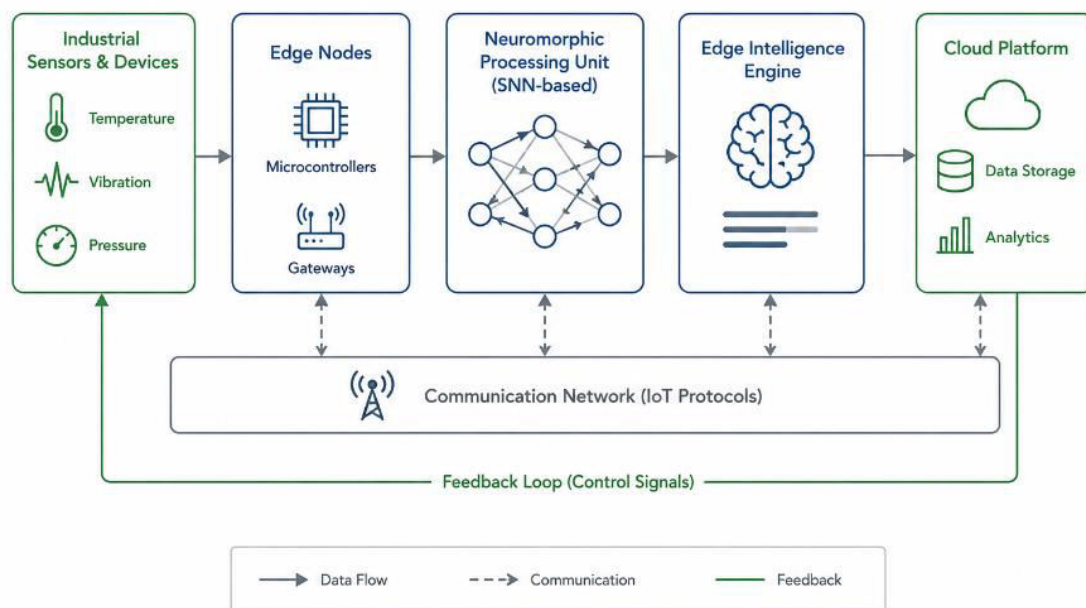 Industrial
Sensors & Devices
Temperature
Vibration
Pressure
Edge Nodes
Microcontrollers
Gateways
Neuromorphic
Processing Unit
(SNN-based)
Edge Intelligence
Engine
Cloud Platform
Data Storage
Analytics
Communication Network (IoT Protocols)
Feedback Loop (Control Signals)
Data Flow
Communication
Feedback